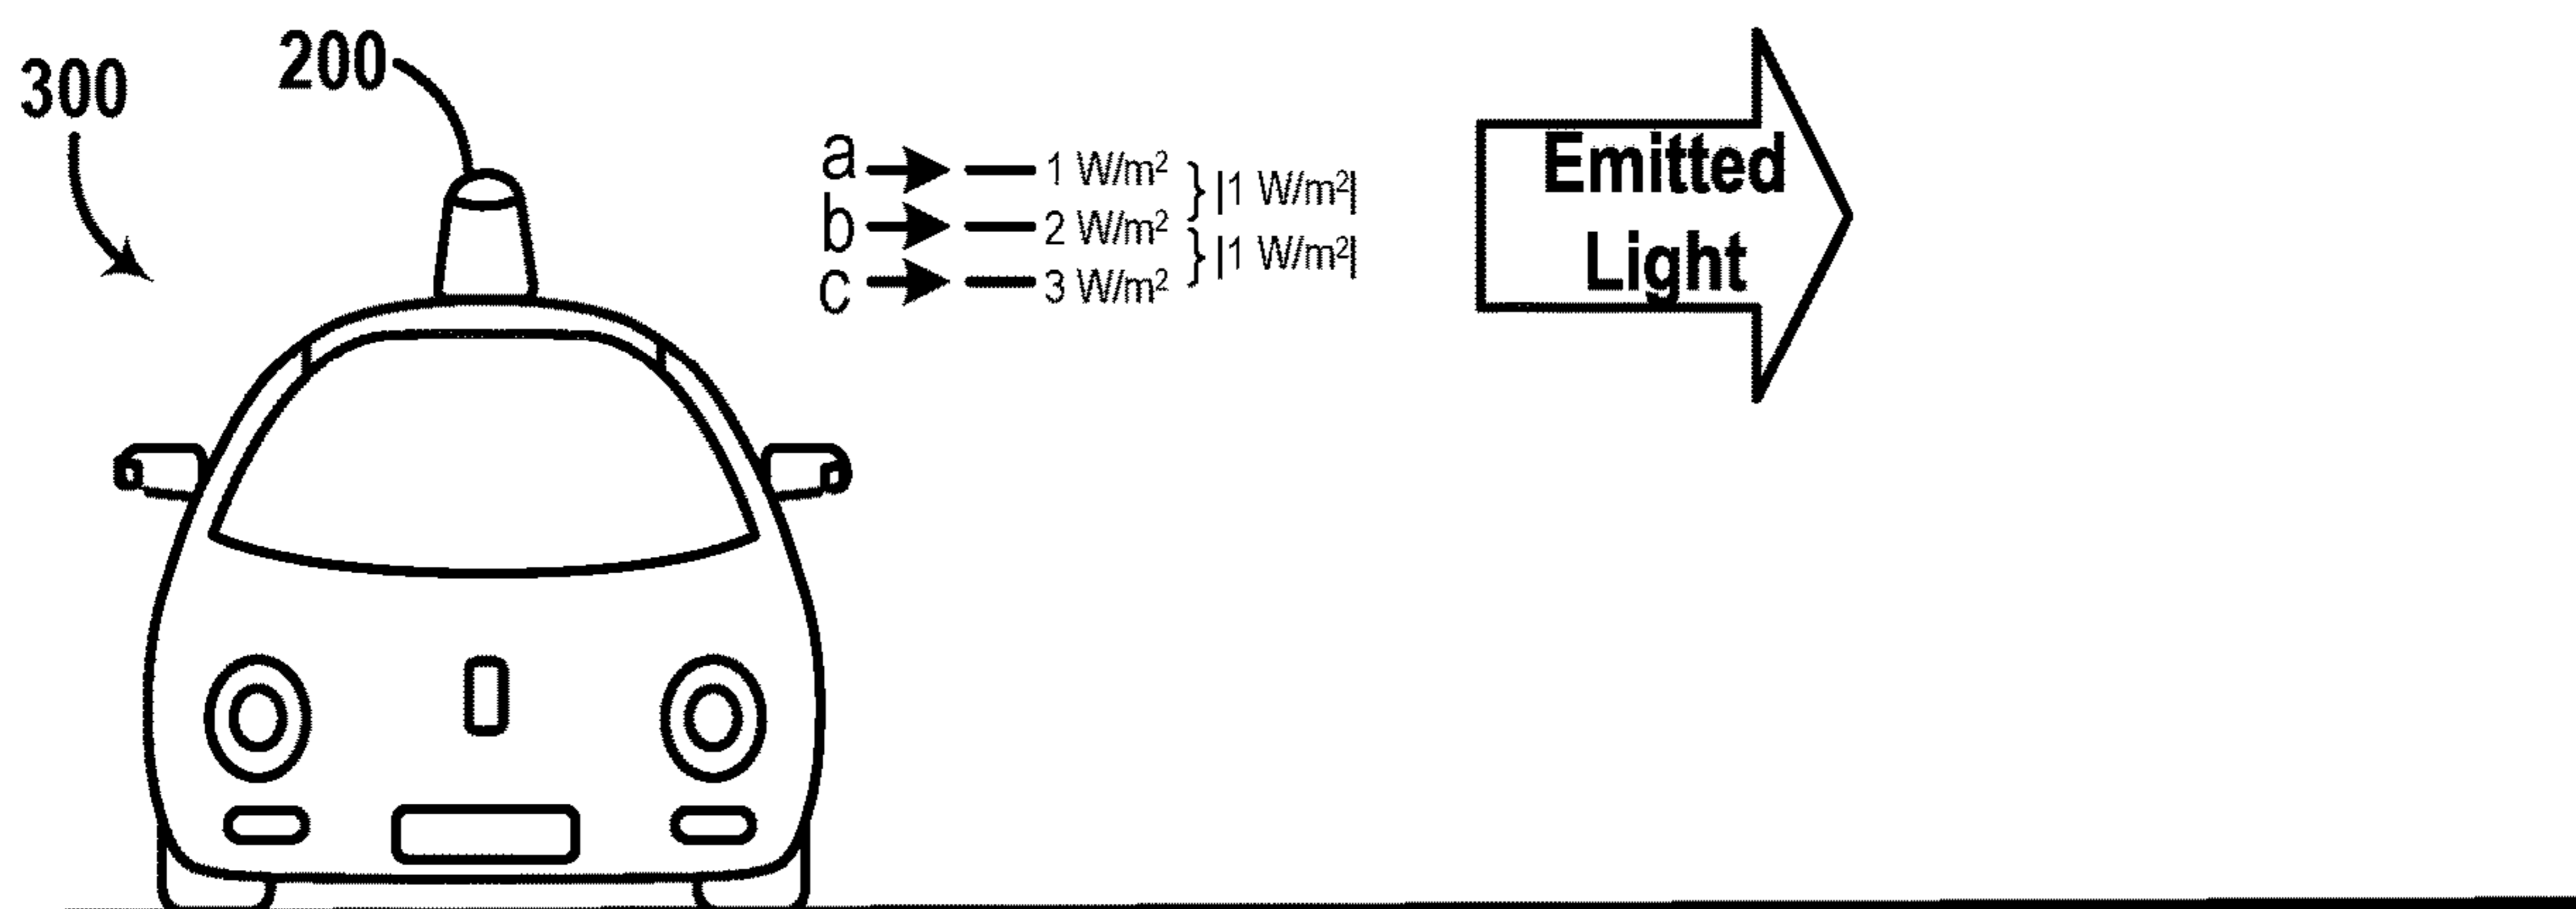 300
200
a 1 W/m²
b 2 W/m²
c 3 W/m²
} |1 W/m²|
} |1 W/m²|
Emitted
Light